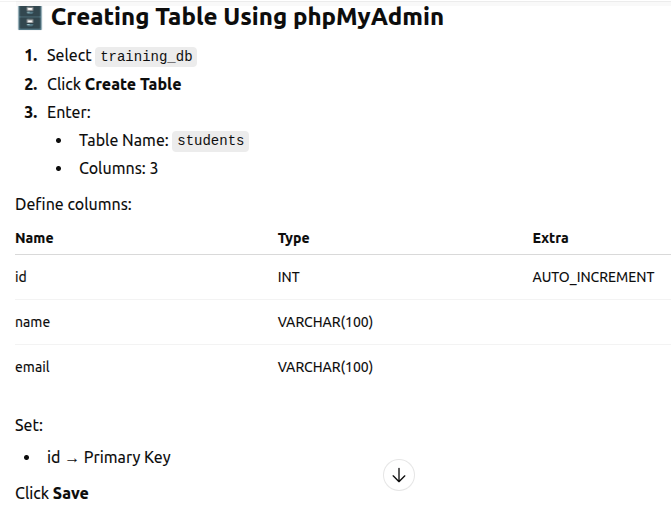 Creating Table Using phpMyAdmin
1. Select training_db
2. Click Create Table
3. Enter:
• Table Name: students
• Columns: 3
Define columns:
Name Type Extra
id INT AUTO_INCREMENT
name VARCHAR(100)
email VARCHAR(100)
Set:
• id → Primary Key
Click Save